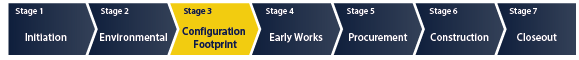 Stage 1
Initiation
Stage 2
Environmental
Stage 3
Configuration
Footprint
Stage 4
Early Works
Stage 5
Procurement
Stage 6
Construction
Stage 7
Closeout